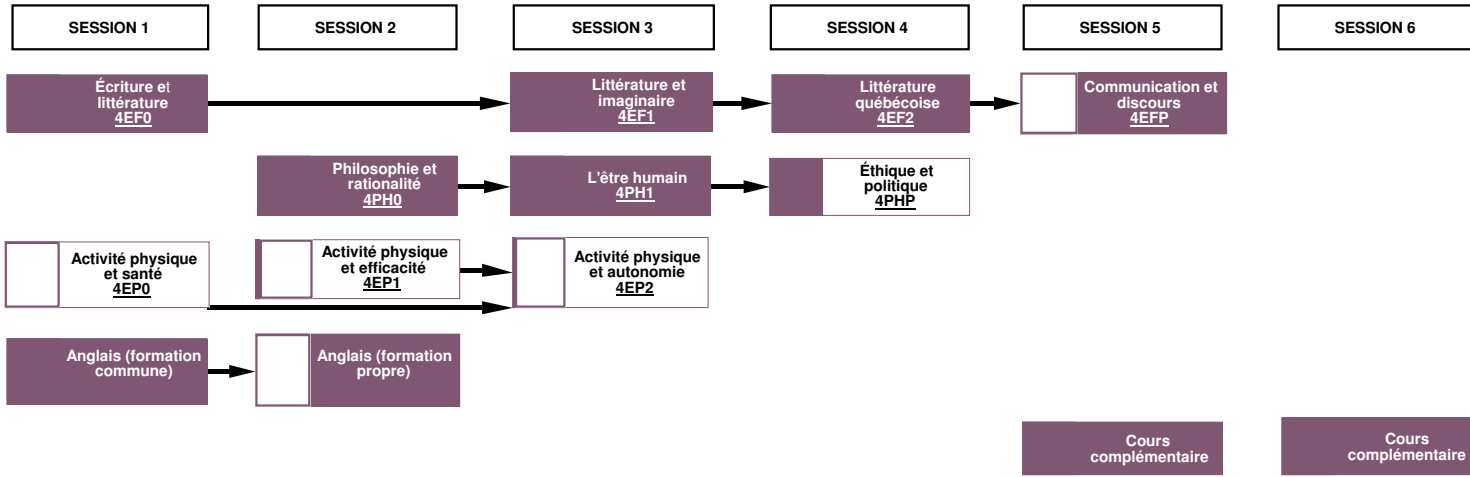 SESSION 1
SESSION 2
SESSION 3
SESSION 4
SESSION 5
SESSION 6
Écriture et
littérature
4EF0
Littérature et
imaginaire
4EF1
Littérature
québécoise
4EF2
Communication et
discours
4EFP
Philosophie et
rationalité
4PH0
L'être humain
4PH1
Éthique et
politique
4PHP
Activité physique
et santé
4EP0
Activité physique
et efficacité
4EP1
Activité physique
et autonomie
4EP2
Anglais (formation
commune)
Anglais (formation
propre)
Cours
complémentaire
Cours
complémentaire